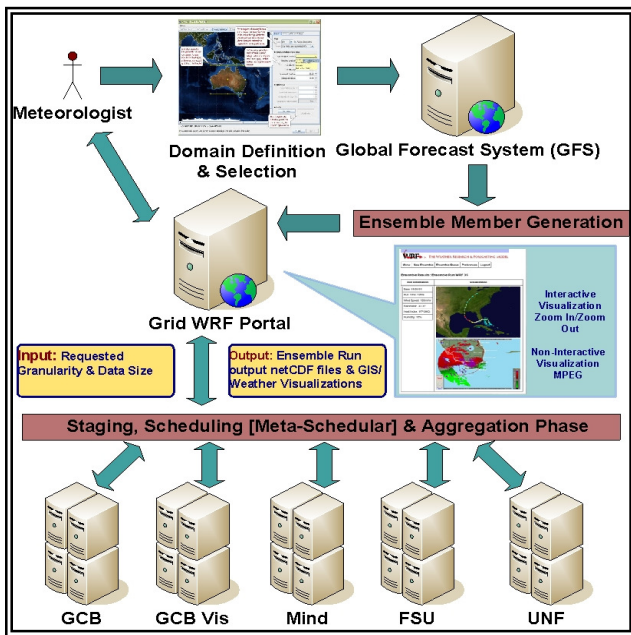 Meteorologist
Domain Definition
& Selection
Global Forecast System (GFS)
Ensemble Member Generation
Grid WRF Portal
Interactive
Visualization
Zoom In/Zoom
Out
Non-Interactive
Visualization
MPEG
Input: Requested
Granularity & Data Size
Output: Ensemble Run
output netCDF files & GIS/
Weather Visualizations
Staging, Scheduling [Meta-Schedular] & Aggregation Phase
GCB
GCB Vis
Mind
FSU
UNF